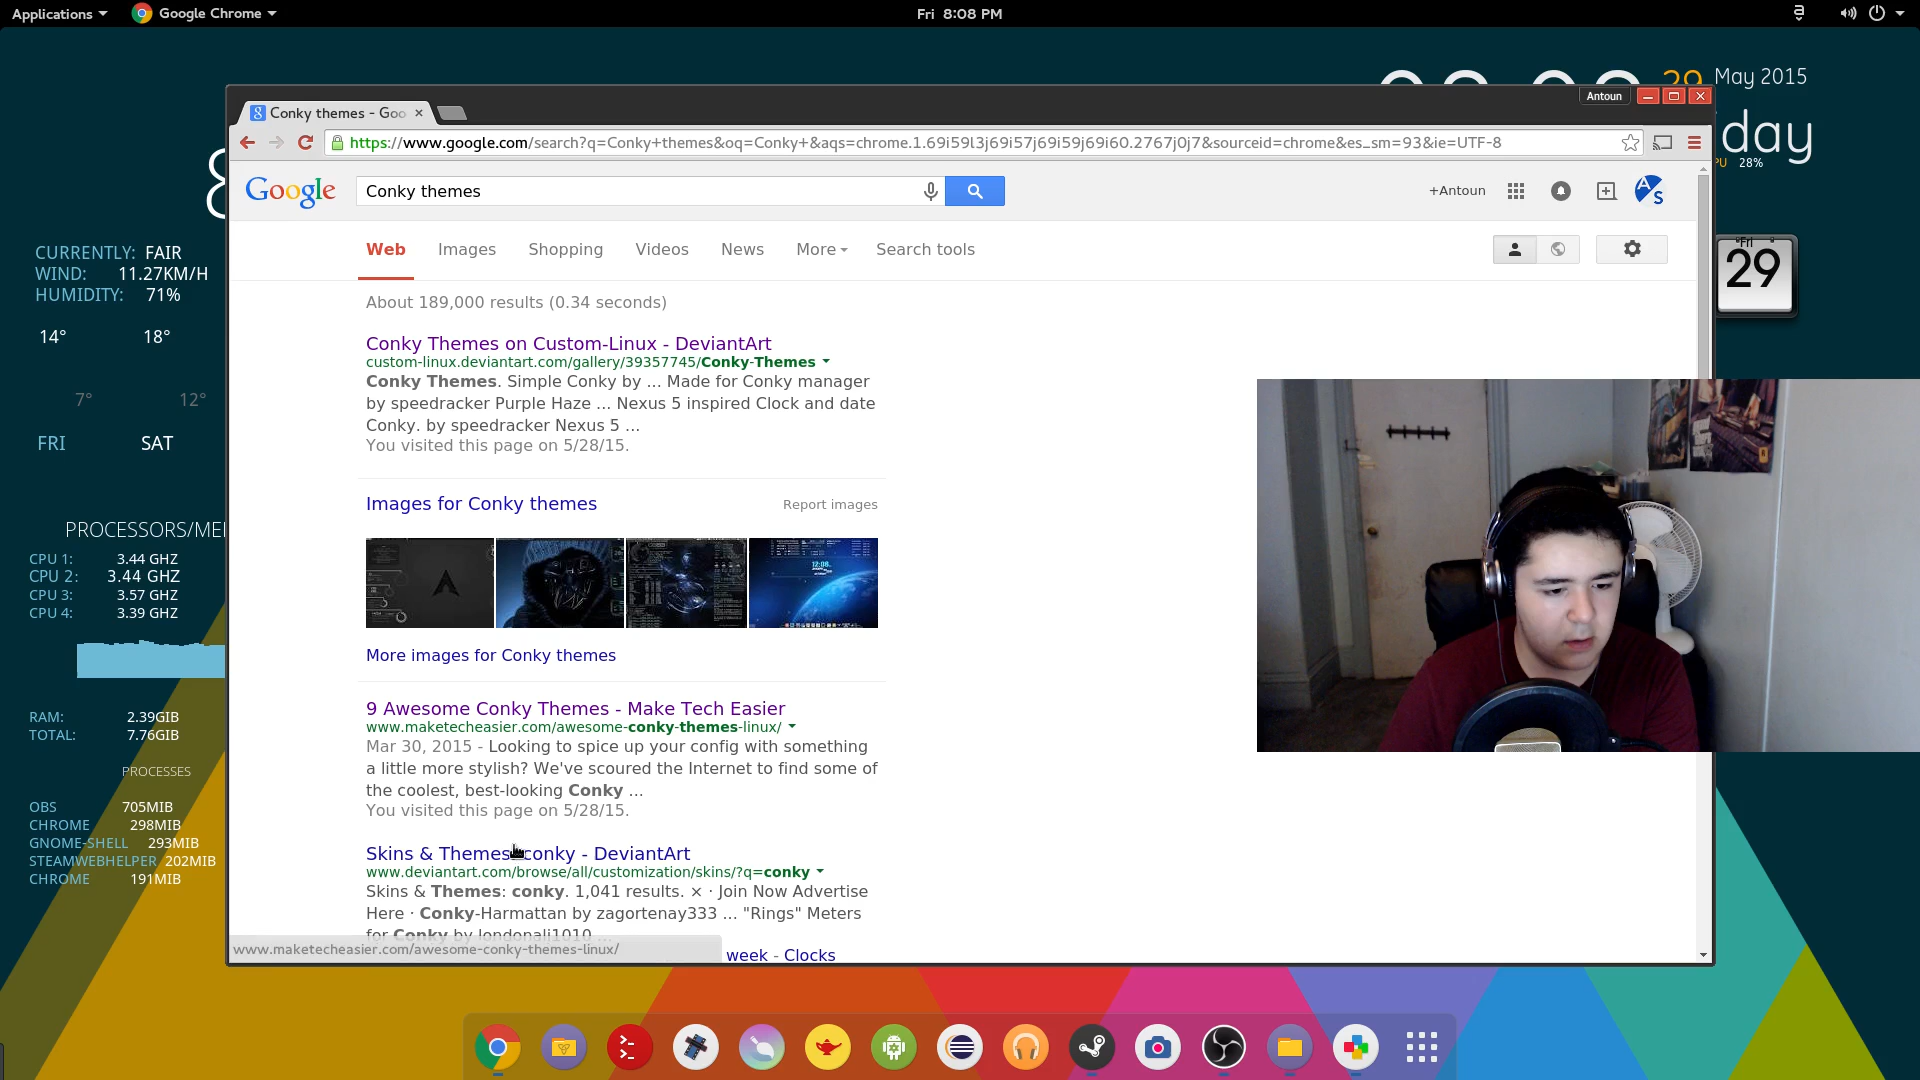 Applications
Google Chrome
Fri 8:08 PM
29 May 2015
day
28%
Antoun
Conky themes - Goo
https://www.google.com/search?q=Conky+themes&oq=Conky+&aqs=chrome.1.69i59l3j69i57j69i59j69i60.2767j0j7&sourceid=chrome&es_sm=93&ie=UTF-8
Google
Conky themes
+Antoun
Web
Images
Shopping
Videos
News
More
Search tools
Fri
29
About 189,000 results (0.34 seconds)
Conky Themes on Custom-Linux - DeviantArt
custom-linux.deviantart.com/gallery/39357745/Conky-Themes
Conky Themes. Simple Conky by ... Made for Conky manager
by speedracker Purple Haze ... Nexus 5 inspired Clock and date
Conky. by speedracker Nexus 5 ...
You visited this page on 5/28/15.
Images for Conky themes
Report images
More images for Conky themes
9 Awesome Conky Themes - Make Tech Easier
www.maketecheasier.com/awesome-conky-themes-linux/
Mar 30, 2015 - Looking to spice up your config with something
a little more stylish? We've scoured the Internet to find some of
the coolest, best-looking Conky ...
You visited this page on 5/28/15.
Skins & Themes conky - DeviantArt
www.deviantart.com/browse/all/customization/skins/?q=conky
Skins & Themes: conky. 1,041 results. × · Join Now Advertise
Here · Conky-Harmattan by zagortenay333 ... "Rings" Meters
for Conky by londonali1010 ...
week - Clocks
www.maketecheasier.com/awesome-conky-themes-linux/
CURRENTLY: FAIR
WIND: 11.27KM/H
HUMIDITY: 71%
14° 18°
7° 12°
FRI SAT
PROCESSORS/ME
CPU 1: 3.44 GHZ
CPU 2: 3.44 GHZ
CPU 3: 3.57 GHZ
CPU 4: 3.39 GHZ
RAM: 2.39GIB
TOTAL: 7.76GIB
PROCESSES
OBS 705MIB
CHROME 298MIB
GNOME-SHELL 293MIB
STEAMWEBHELPER 202MIB
CHROME 191MIB